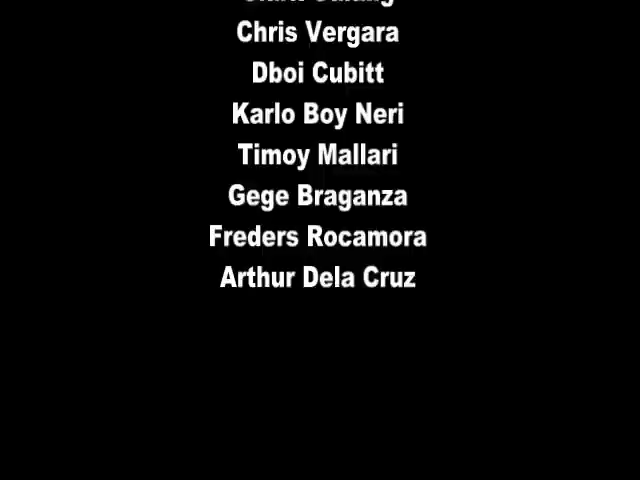 Chris Vergara
Dboi Cubitt
Karlo Boy Neri
Timoy Mallari
Gege Braganza
Freders Rocamora
Arthur Dela Cruz